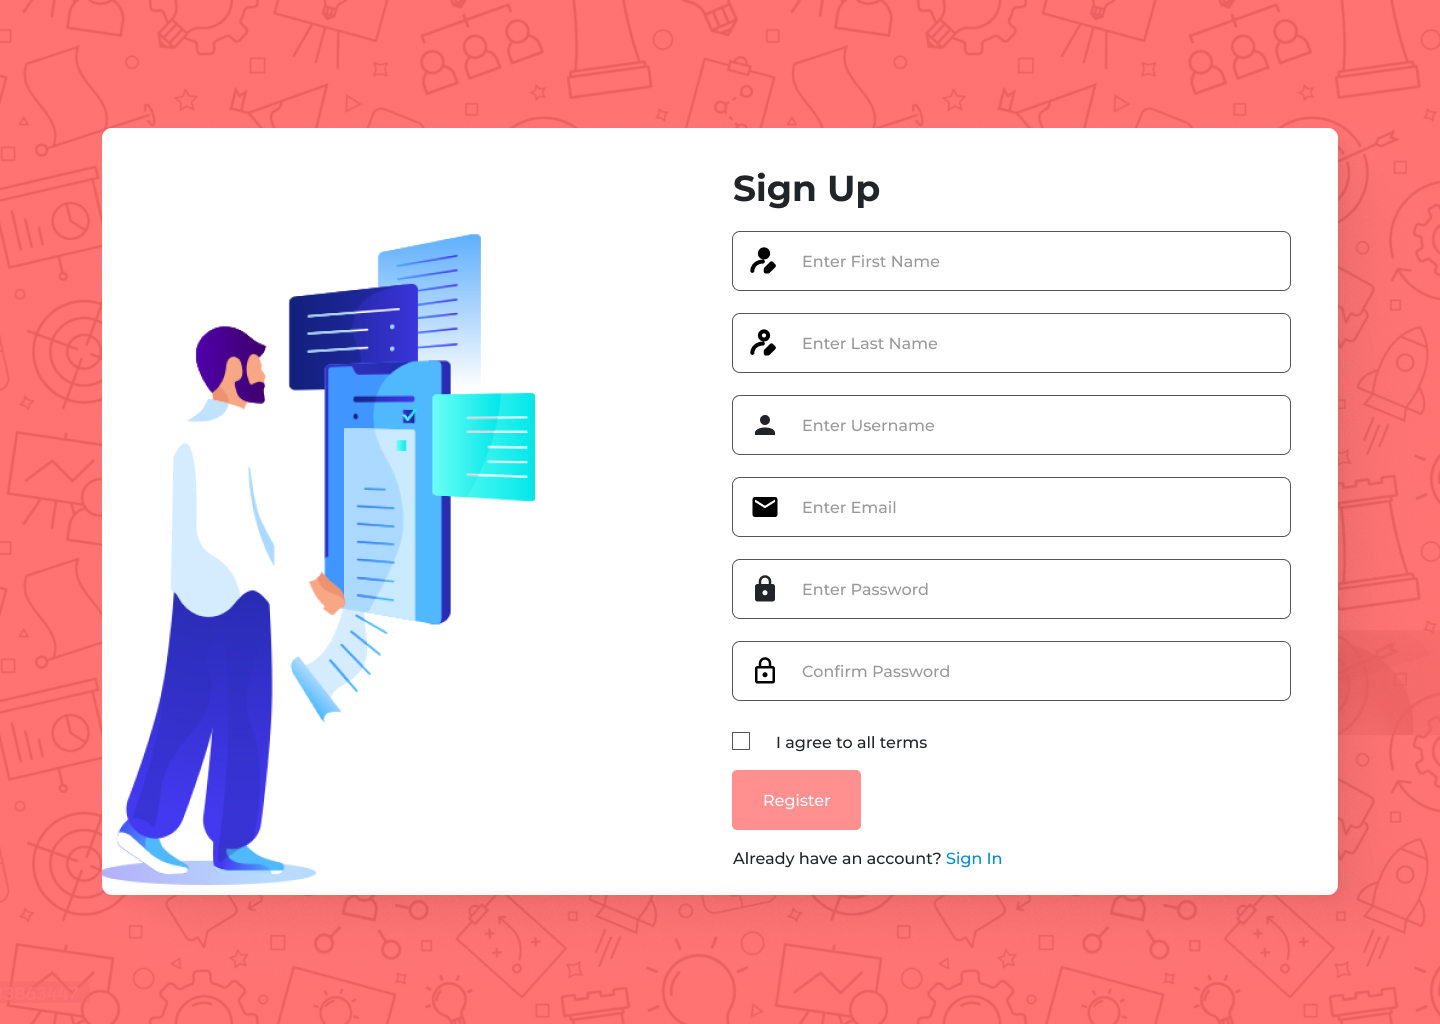 Sign Up
Enter First Name
Enter Last Name
Enter Username
Enter Email
Enter Password
Confirm Password
I agree to all terms
Register
Already have an account? Sign In